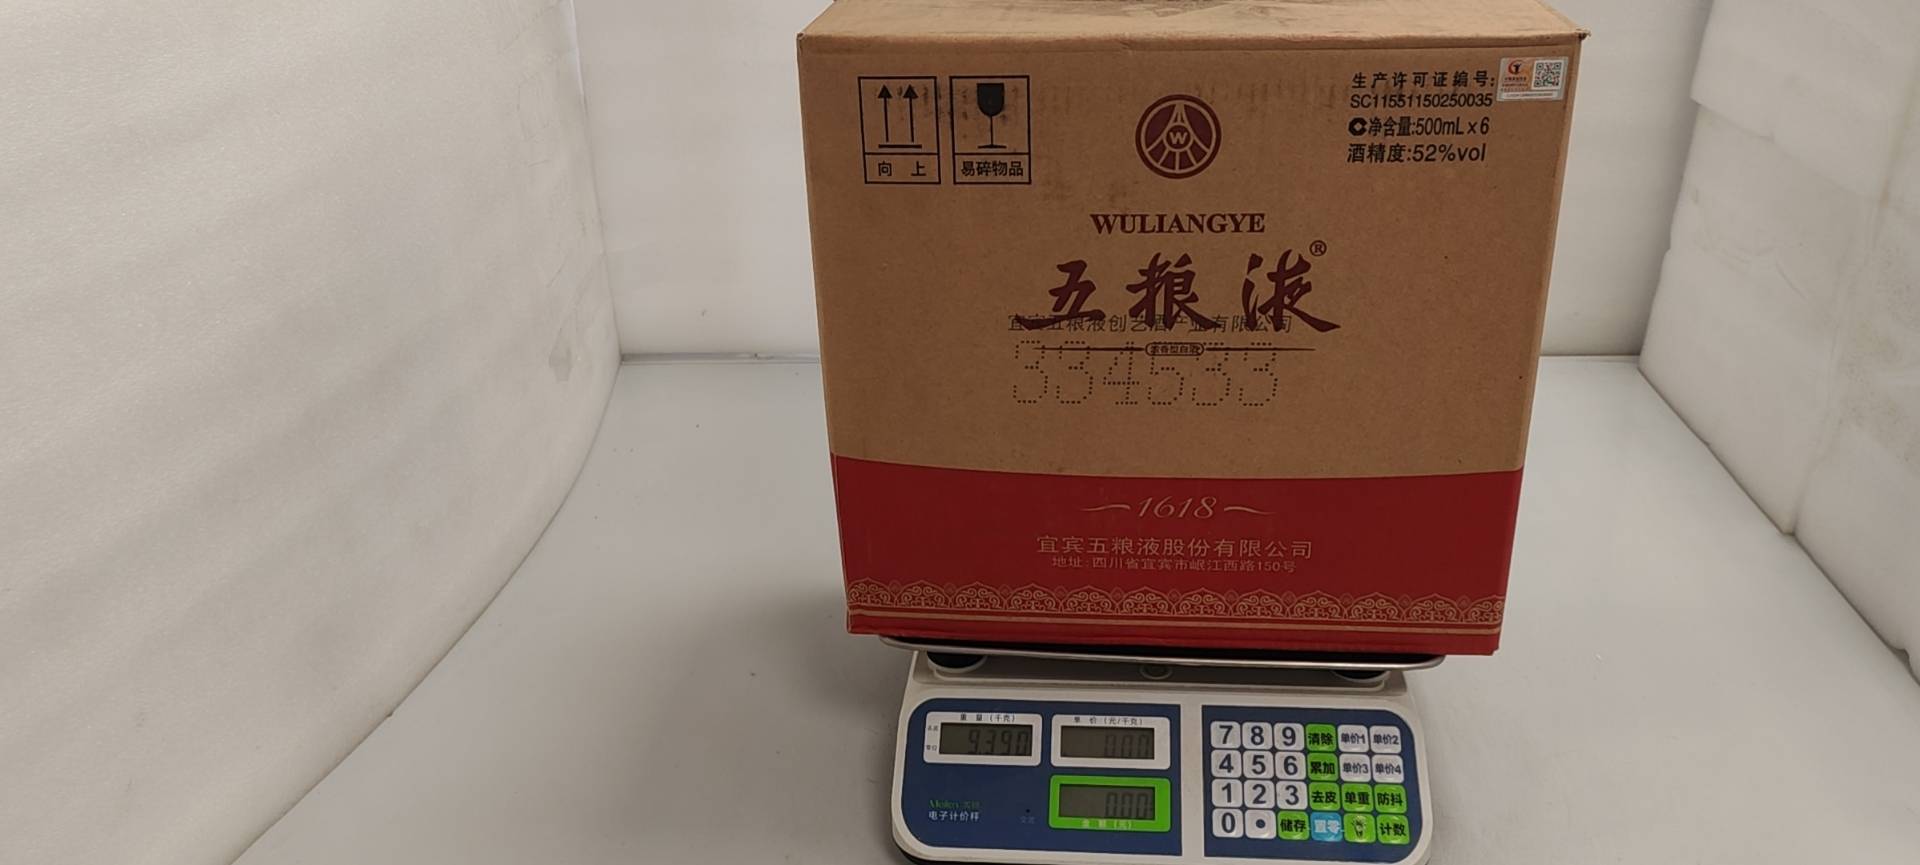 生产许可证编号:
SC11551150250035
净含量:500mL x 6
酒精度:52%vol
向 上
易碎物品
W
WULIANGYE
五粮液®
宜宾五粮液创艺酒产业有限公司
浓香型白酒
334533
1618
宜宾五粮液股份有限公司
地址:四川省宜宾市岷江西路150号
重 量 (千克)
单 价 (元/千克)
9.390
0.00
0.00
金 额 (元)
电子计价秤
7 8 9 清除 单价1 单价2
4 5 6 累加 单价3 单价4
1 2 3 去皮 单重 防抖
0 • 储存 置零 计数